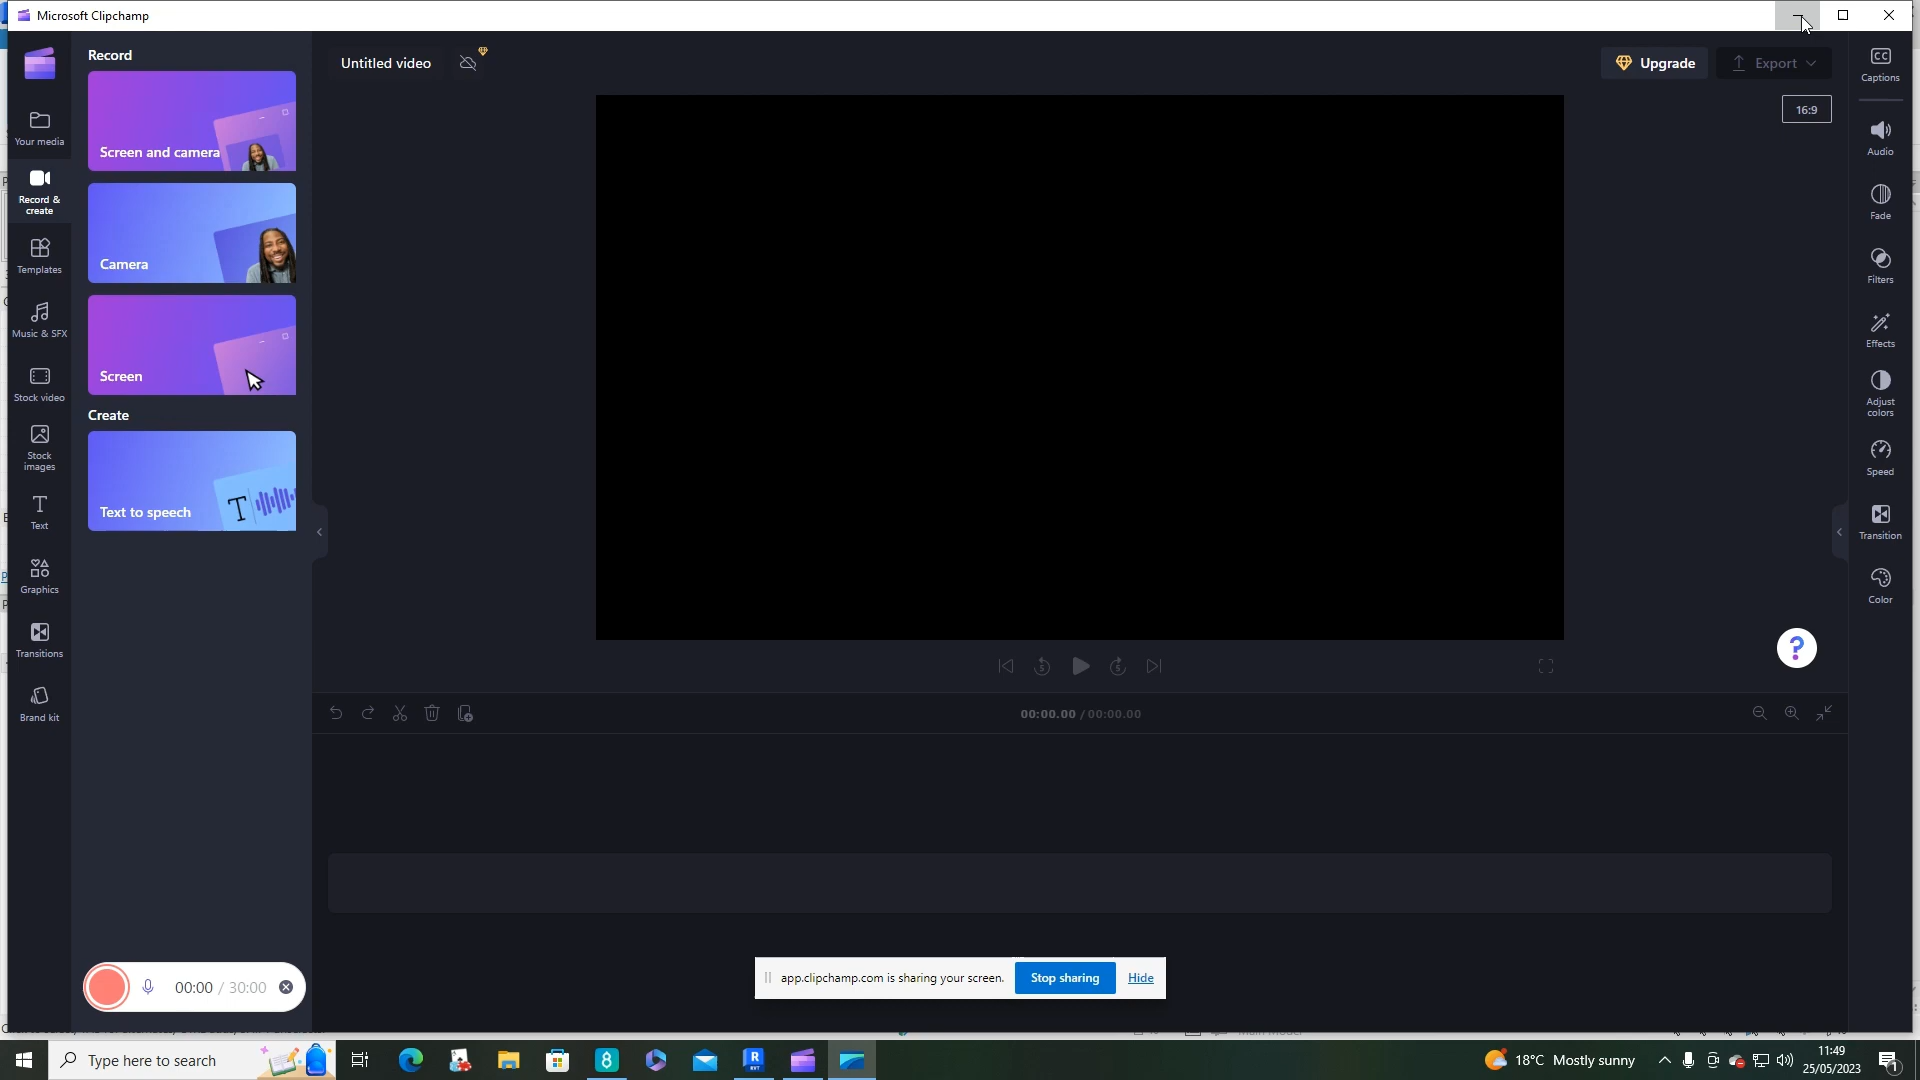 Microsoft Clipchamp
Record
Untitled video
Upgrade
Export
Captions
16:9
Screen and camera
Your media
Audio
Record &
create
Fade
Camera
Templates
Filters
Music & SFX
Effects
Screen
Stock video
Adjust
colors
Create
Stock
images
Speed
Text to speech
T
Text
Transition
Graphics
Color
Transitions
?
5
5
Brand kit
00:00.00 / 00:00.00
app.clipchamp.com is sharing your screen.
Stop sharing
Hide
00:00 / 30:00
Type here to search
18°C Mostly sunny
11:49
25/05/2023
1